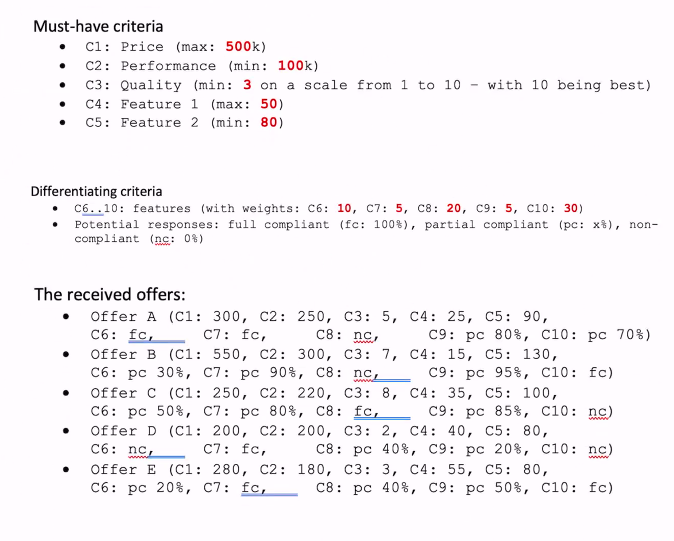 Must-have criteria
• C1: Price (max: 500k)
• C2: Performance (min: 100k)
• C3: Quality (min: 3 on a scale from 1 to 10 – with 10 being best)
• C4: Feature 1 (max: 50)
• C5: Feature 2 (min: 80)
Differentiating criteria
• C6..10: features (with weights: C6: 10, C7: 5, C8: 20, C9: 5, C10: 30)
• Potential responses: full compliant (fc: 100%), partial compliant (pc: x%), non-
compliant (nc: 0%)
The received offers:
• Offer A (C1: 300, C2: 250, C3: 5, C4: 25, C5: 90,
C6: fc, C7: fc, C8: nc, C9: pc 80%, C10: pc 70%)
• Offer B (C1: 550, C2: 300, C3: 7, C4: 15, C5: 130,
C6: pc 30%, C7: pc 90%, C8: nc, C9: pc 95%, C10: fc)
• Offer C (C1: 250, C2: 220, C3: 8, C4: 35, C5: 100,
C6: pc 50%, C7: pc 80%, C8: fc, C9: pc 85%, C10: nc)
• Offer D (C1: 200, C2: 200, C3: 2, C4: 40, C5: 80,
C6: nc, C7: fc, C8: pc 40%, C9: pc 20%, C10: nc)
• Offer E (C1: 280, C2: 180, C3: 3, C4: 55, C5: 80,
C6: pc 20%, C7: fc, C8: pc 40%, C9: pc 50%, C10: fc)